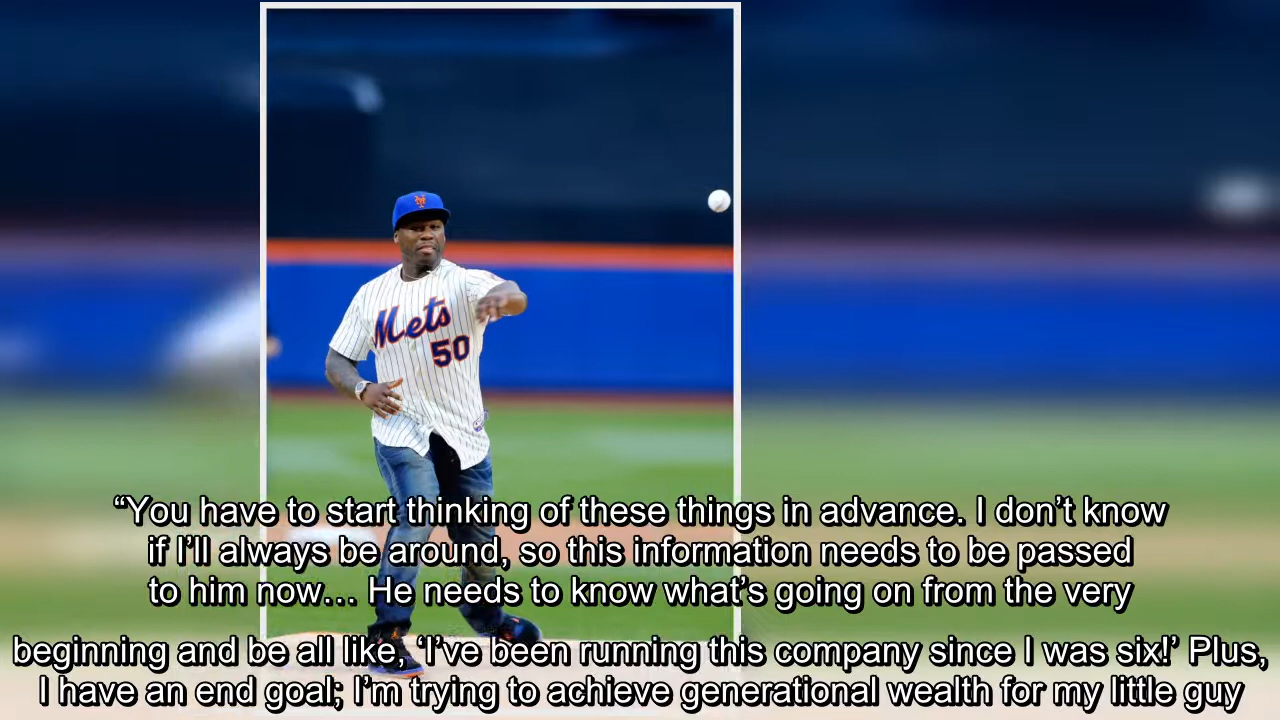 Mets
50
“You have to start thinking of these things in advance. I don’t know
if I’ll always be around, so this information needs to be passed
to him now… He needs to know what’s going on from the very
beginning and be all like, ‘I’ve been running this company since I was six!’ Plus,
I have an end goal; I’m trying to achieve generational wealth for my little guy